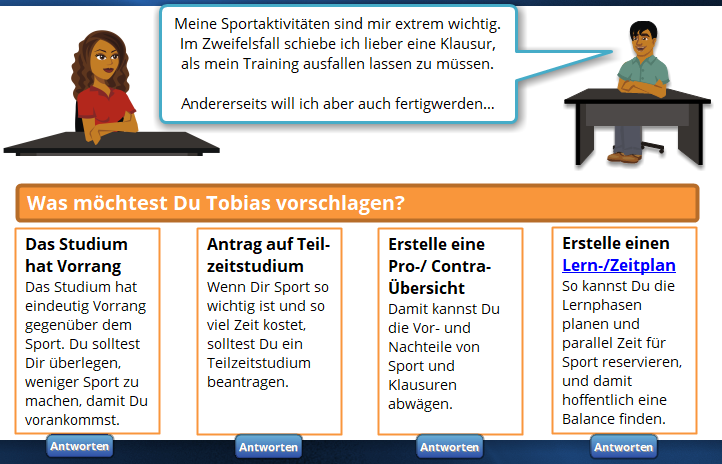 Meine Sportaktivitäten sind mir extrem wichtig.
Im Zweifelsfall schiebe ich lieber eine Klausur,
als mein Training ausfallen lassen zu müssen.
Andererseits will ich aber auch fertigwerden...
Was möchtest Du Tobias vorschlagen?
Das Studium
hat Vorrang
Das Studium hat
eindeutig Vorrang
gegenüber dem
Sport. Du solltest
Dir überlegen,
weniger Sport zu
machen, damit Du
vorankommst.
Antworten
Antrag auf Teil-
zeitstudium
Wenn Dir Sport so
wichtig ist und so
viel Zeit kostet,
solltest Du ein
Teilzeitstudium
beantragen.
Antworten
Erstelle eine
Pro-/ Contra-
Übersicht
Damit kannst Du
die Vor- und
Nachteile von
Sport und
Klausuren
abwägen.
Antworten
Erstelle einen
Lern-/Zeitplan
So kannst Du die
Lernphasen
planen und
parallel Zeit für
Sport reservieren,
und damit
hoffentlich eine
Balance finden.
Antworten